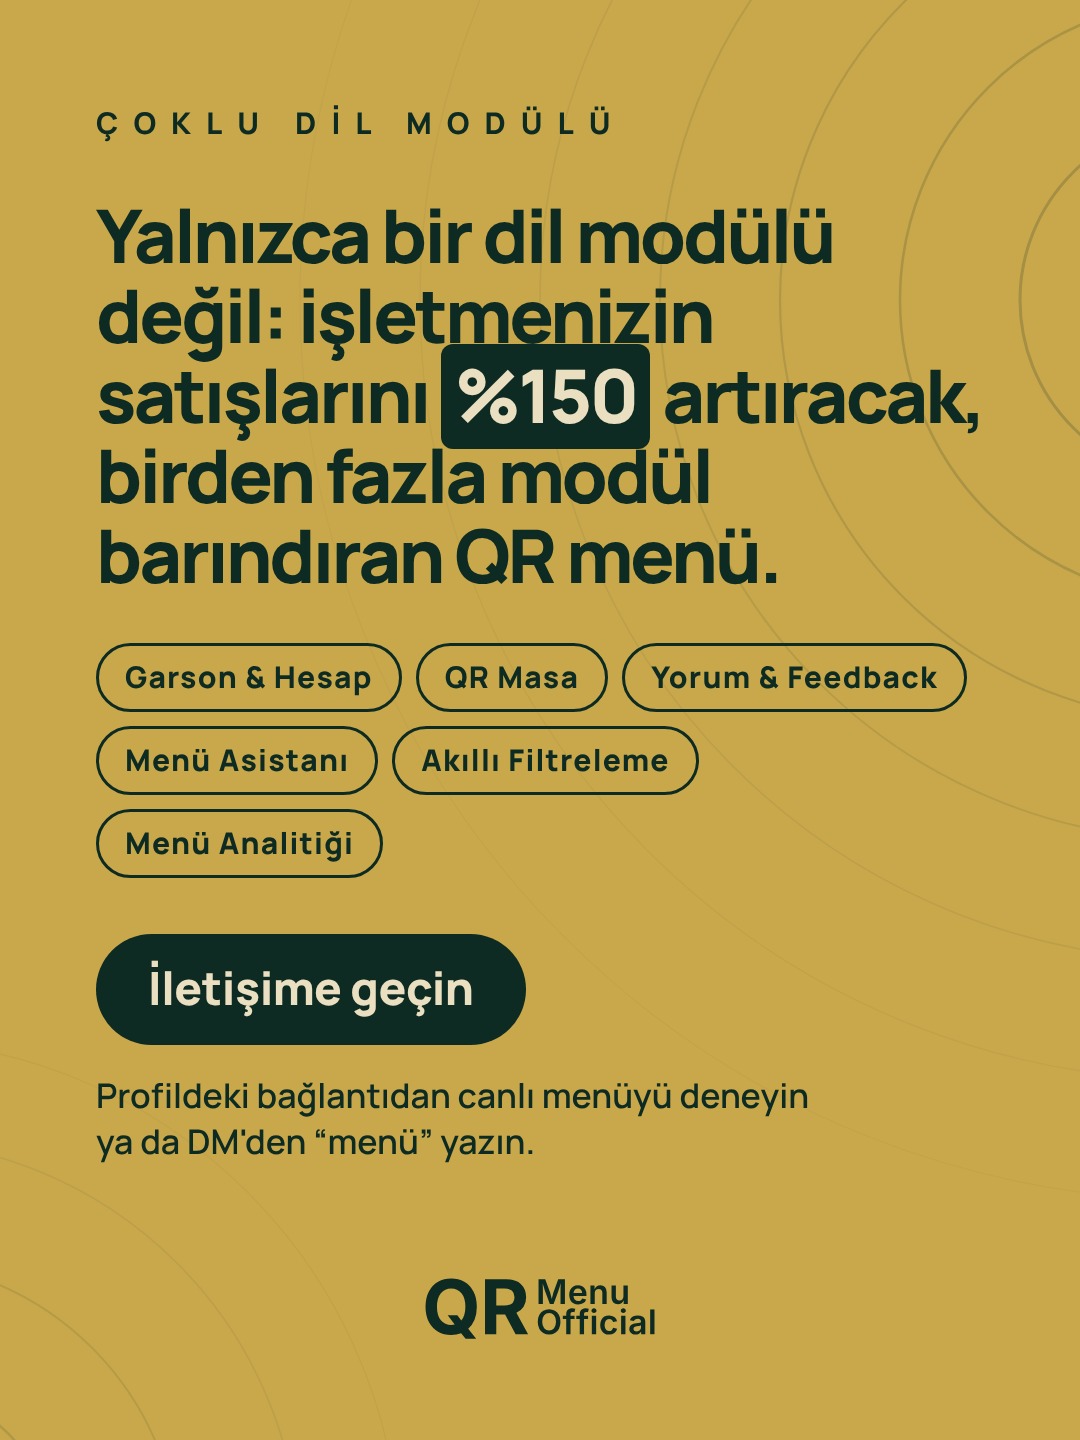 ÇOKLU DİL MODÜLÜ
Yalnızca bir dil modülü
değil: işletmenizin
satışlarını %150 artıracak,
birden fazla modül
barındıran QR menü.
Garson & Hesap QR Masa Yorum & Feedback
Menü Asistanı Akıllı Filtreleme
Menü Analitiği
İletişime geçin
Profildeki bağlantıdan canlı menüyü deneyin
ya da DM'den “menü” yazın.
QR Menu
Official